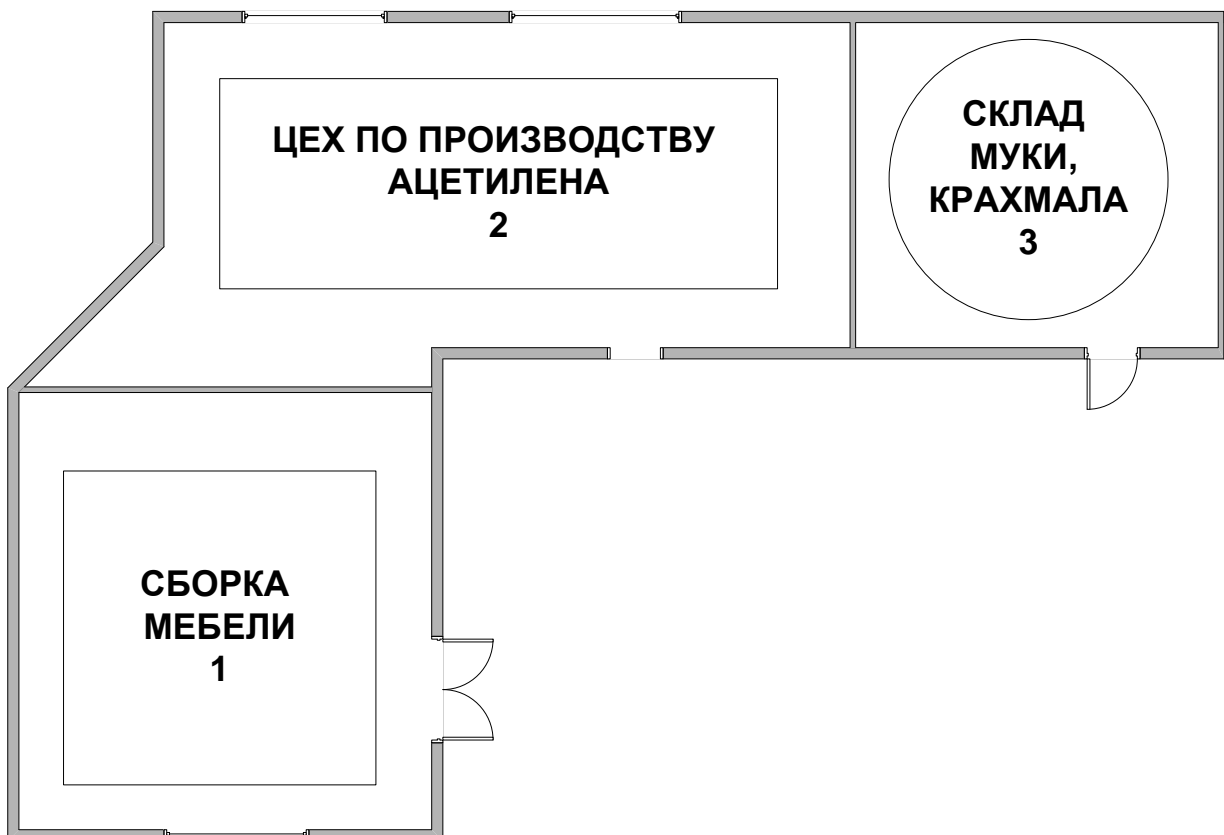 ЦЕХ ПО ПРОИЗВОДСТВУ
АЦЕТИЛЕНА
2
СКЛАД
МУКИ,
КРАХМАЛА
3
СБОРКА
МЕБЕЛИ
1